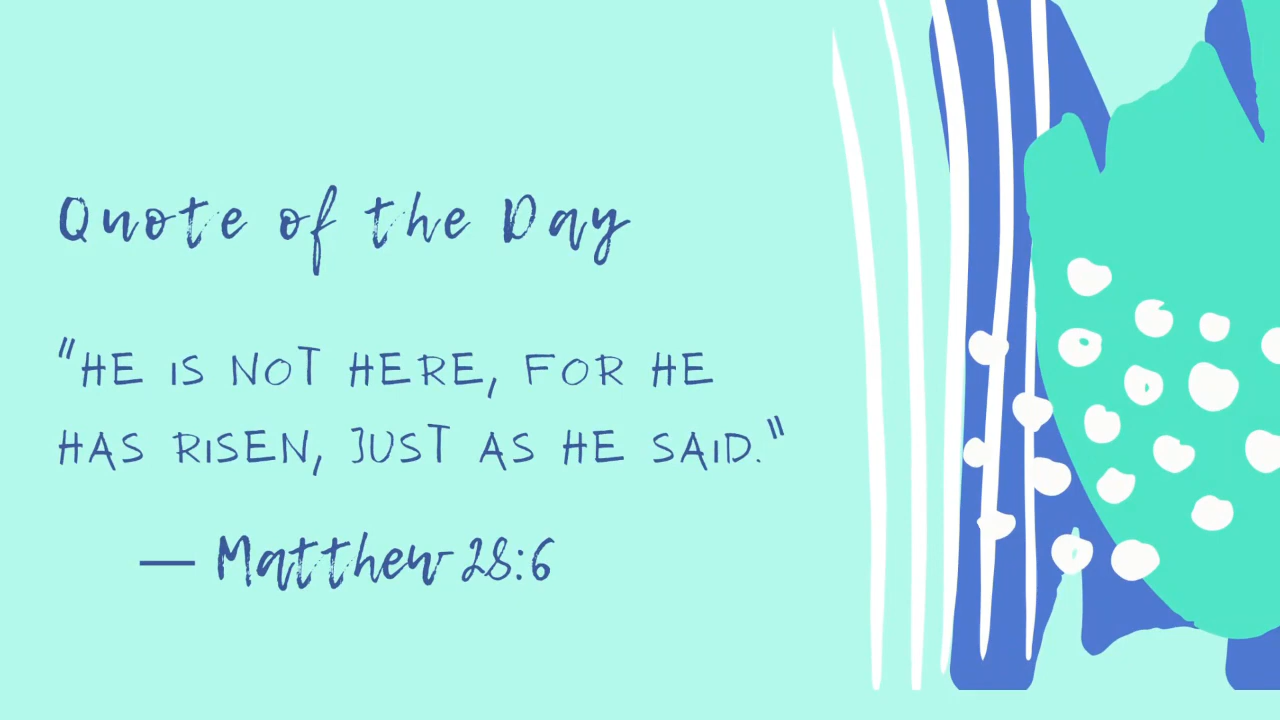 Quote of the Day
"HE IS NOT HERE, FOR HE
HAS RISEN, JUST AS HE SAID."
— Matthew 28:6